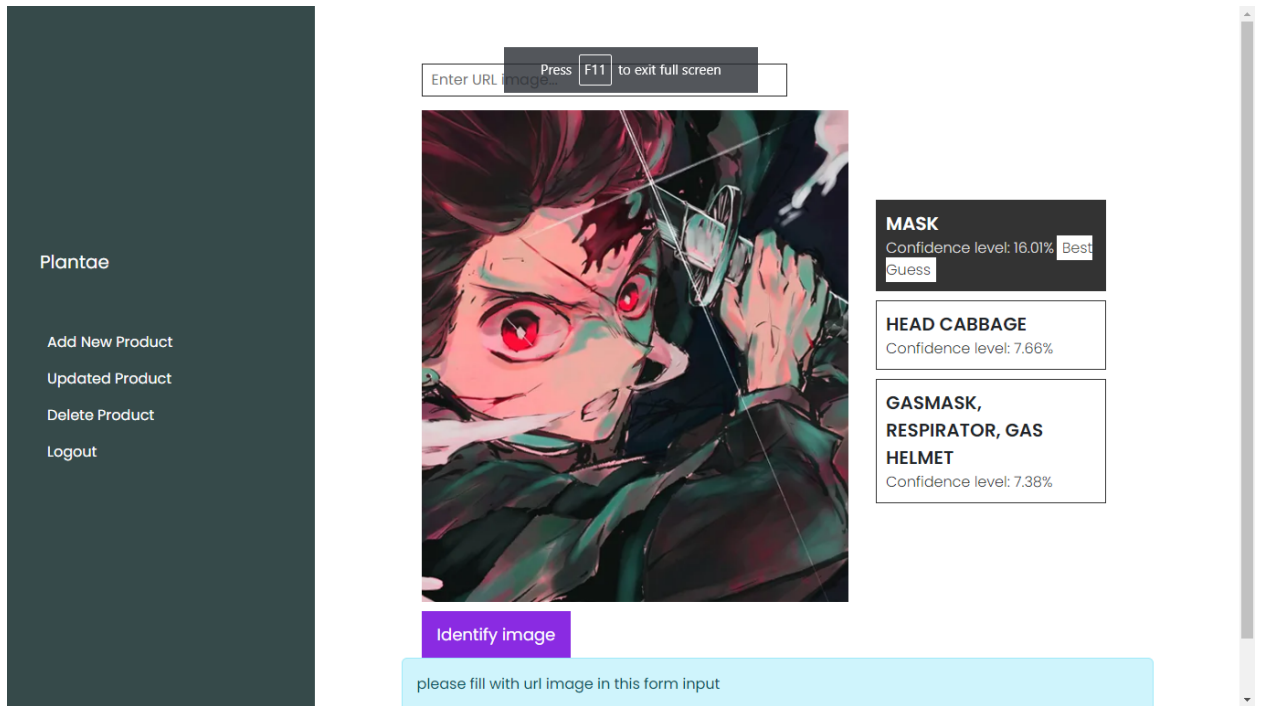 Plantae
Add New Product
Updated Product
Delete Product
Logout
Press F11 to exit full screen
Enter URL image...
MASK
Confidence level: 16.01% Best
Guess
HEAD CABBAGE
Confidence level: 7.66%
GASMASK,
RESPIRATOR, GAS
HELMET
Confidence level: 7.38%
Identify image
please fill with url image in this form input